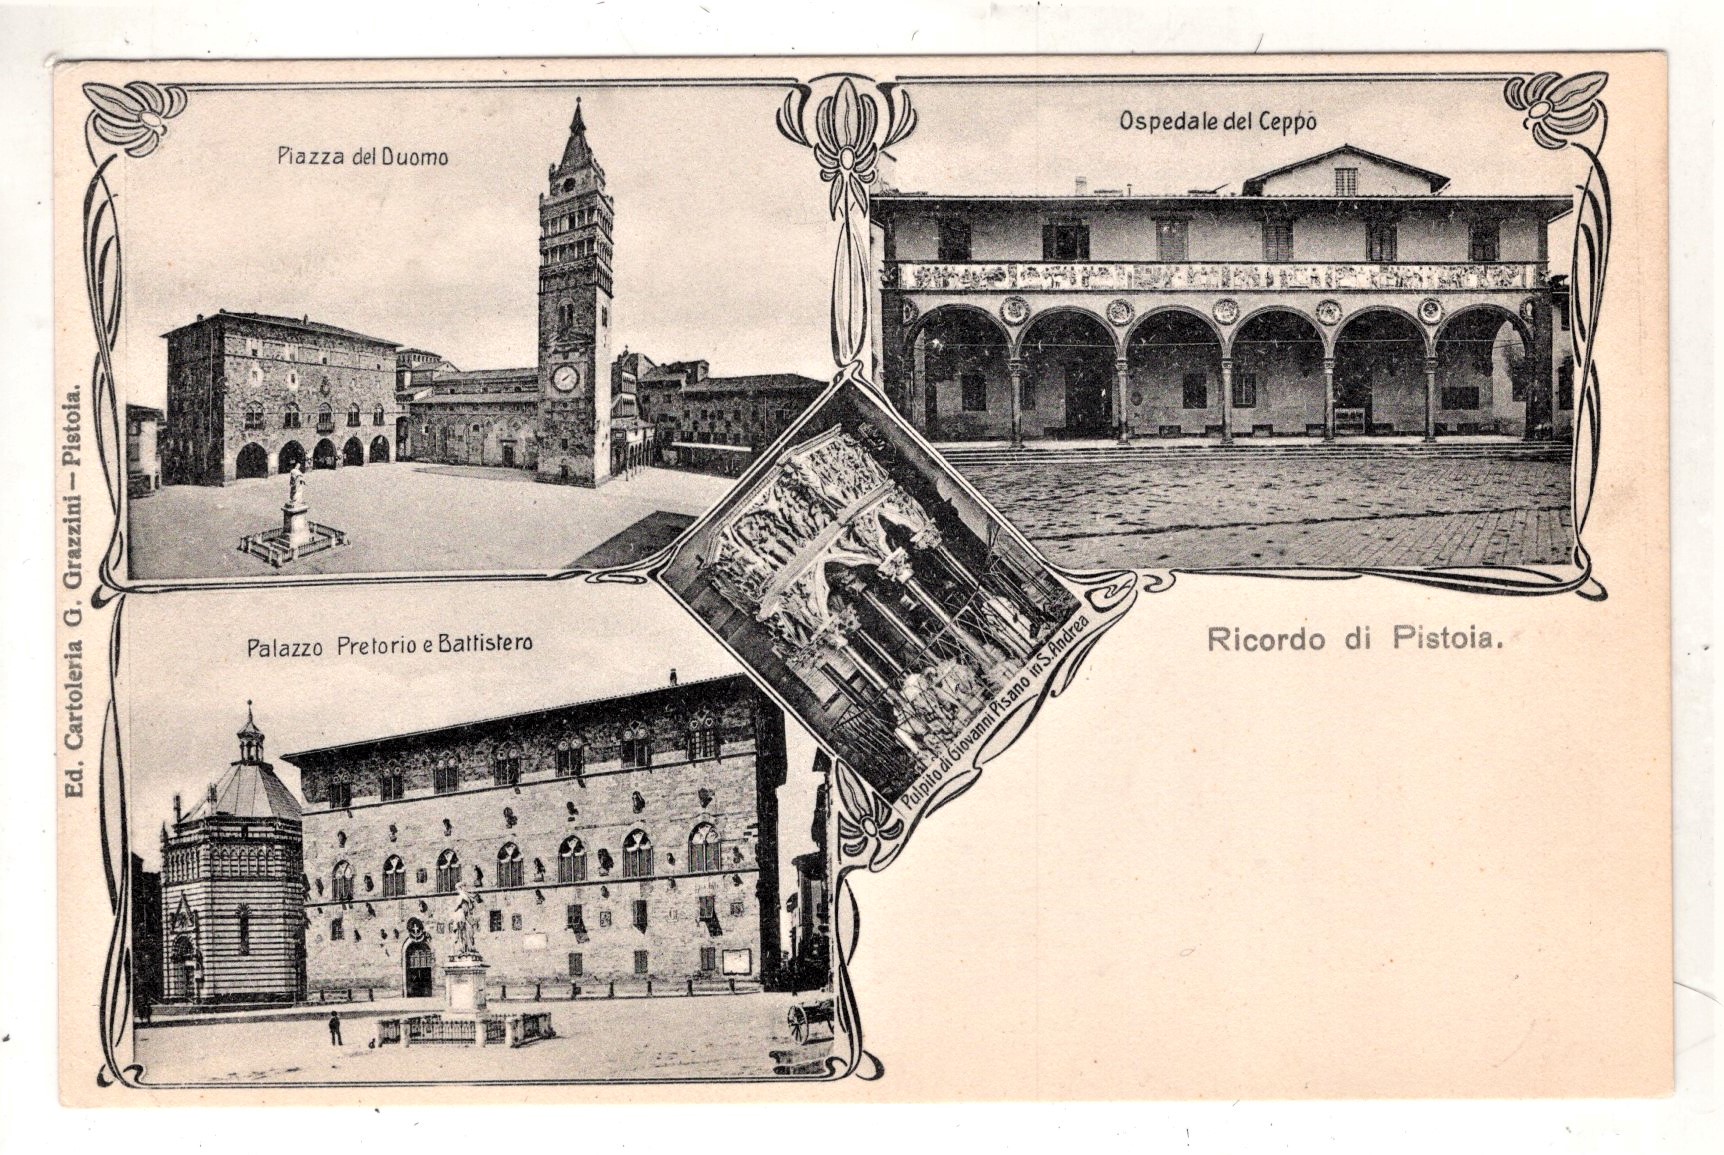 Piazza del Duomo
Ospedale del Ceppo
Palazzo Pretorio e Battistero
Pulpito di Giovanni Pisano in S. Andrea
Ricordo di Pistoia.
Ed. Cartoleria G. Grazzini — Pistoia.